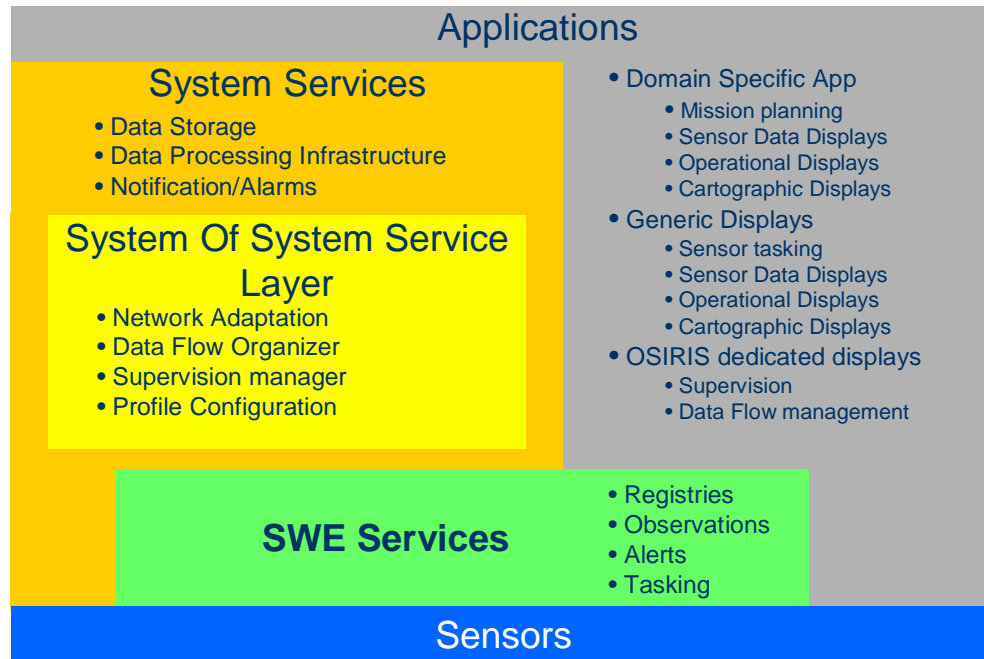 Applications
System Services
• Data Storage
• Data Processing Infrastructure
• Notification/Alarms
System Of System Service
Layer
• Network Adaptation
• Data Flow Organizer
• Supervision manager
• Profile Configuration
• Domain Specific App
• Mission planning
• Sensor Data Displays
• Operational Displays
• Cartographic Displays
• Generic Displays
• Sensor tasking
• Sensor Data Displays
• Operational Displays
• Cartographic Displays
• OSIRIS dedicated displays
• Supervision
• Data Flow management
SWE Services
• Registries
• Observations
• Alerts
• Tasking
Sensors